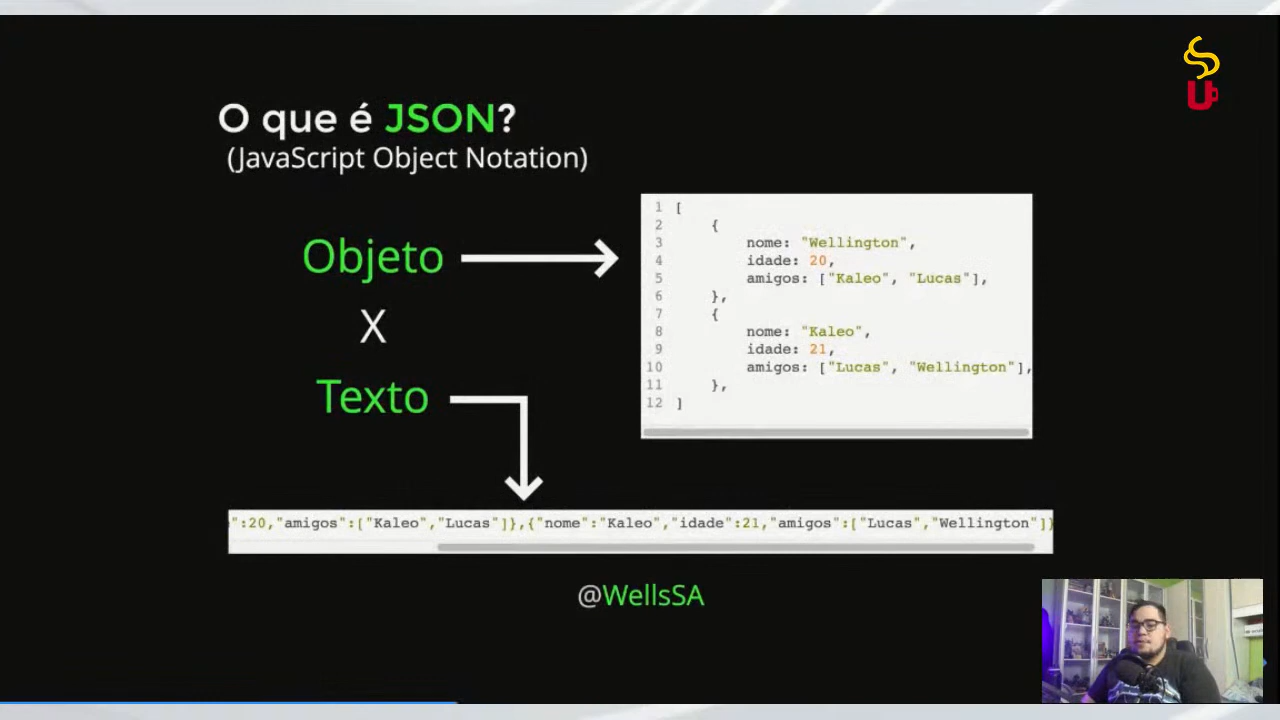 O que é JSON?
(JavaScript Object Notation)
Objeto
X
Texto
1 [
2 {
3 nome: "Wellington",
4 idade: 20,
5 amigos: ["Kaleo", "Lucas"],
6 },
7 {
8 nome: "Kaleo",
9 idade: 21,
10 amigos: ["Lucas", "Wellington"],
11 },
12 ]
":20,"amigos":["Kaleo","Lucas"]},{"nome":"Kaleo","idade":21,"amigos":["Lucas","Wellington"]}
@WellsSA